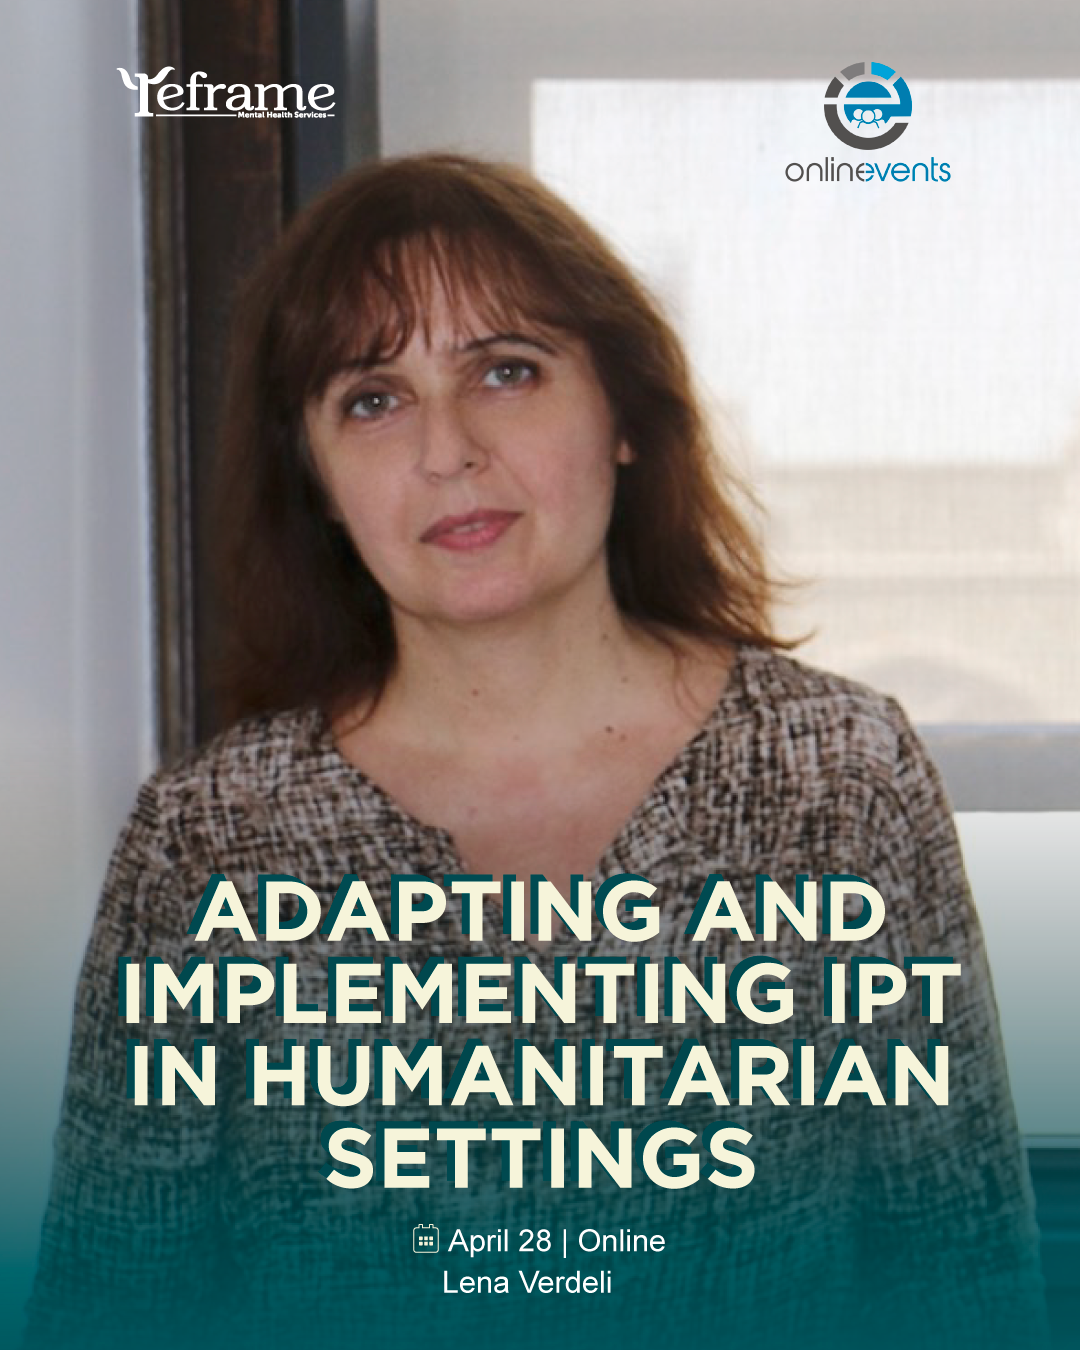 reframe
Mental Health Services
onlinevents
ADAPTING AND
IMPLEMENTING IPT
IN HUMANITARIAN
SETTINGS
April 28 | Online
Lena Verdeli